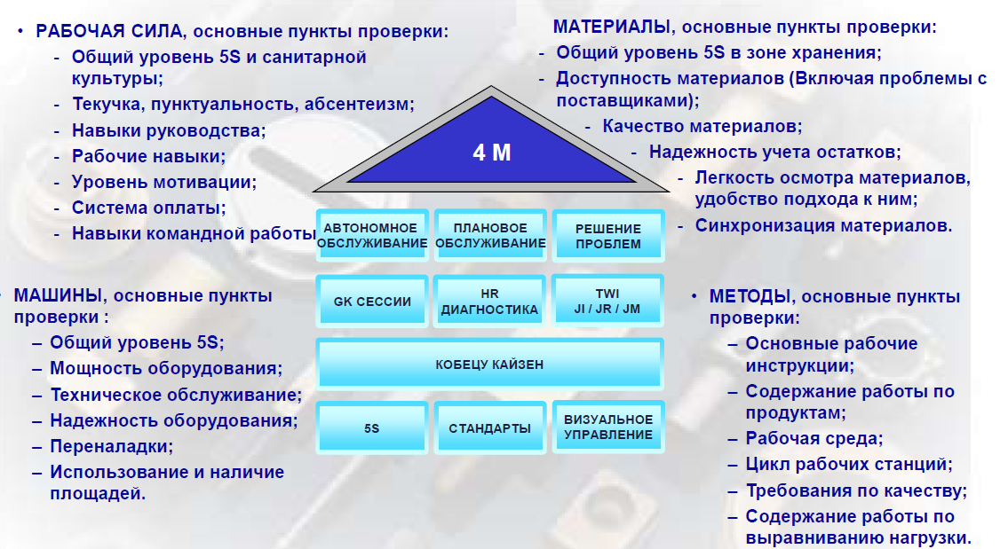 • РАБОЧАЯ СИЛА, основные пункты проверки:
- Общий уровень 5S и санитарной
культуры;
- Текучка, пунктуальность, абсентеизм;
- Навыки руководства;
- Рабочие навыки;
- Уровень мотивации;
- Система оплаты;
- Навыки командной работы
МАТЕРИАЛЫ, основные пункты проверки:
- Общий уровень 5S в зоне хранения;
- Доступность материалов (Включая проблемы с
поставщиками);
- Качество материалов;
- Надежность учета остатков;
- Легкость осмотра материалов,
удобство подхода к ним;
- Синхронизация материалов.
4 М
АВТОНОМНОЕ
ОБСЛУЖИВАНИЕ
ПЛАНОВОЕ
ОБСЛУЖИВАНИЕ
РЕШЕНИЕ
ПРОБЛЕМ
GK СЕССИИ
HR
ДИАГНОСТИКА
TWI
JI / JR / JM
КОБЕЦУ КАЙЗЕН
5S
СТАНДАРТЫ
ВИЗУАЛЬНОЕ
УПРАВЛЕНИЕ
• МАШИНЫ, основные пункты
проверки :
– Общий уровень 5S;
– Мощность оборудования;
– Техническое обслуживание;
– Надежность оборудования;
– Переналадки;
– Использование и наличие
площадей.
• МЕТОДЫ, основные пункты
проверки:
– Основные рабочие
инструкции;
– Содержание работы по
продуктам;
– Рабочая среда;
– Цикл рабочих станций;
– Требования по качеству;
– Содержание работы по
выравниванию нагрузки.